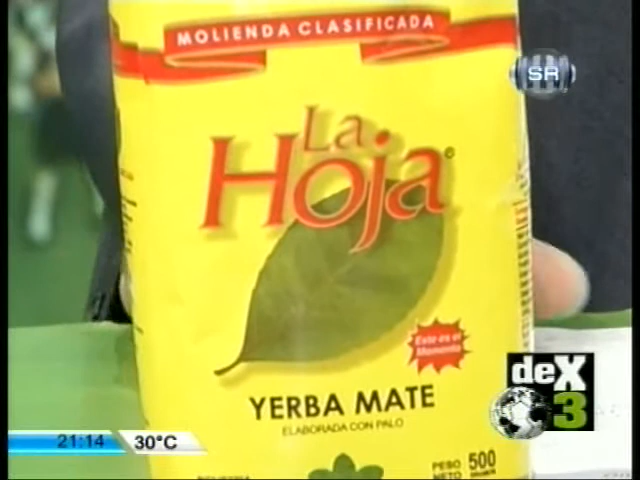 MOLIENDA CLASIFICADA
SR
La
Hoja
Este es el
Momento
YERBA MATE
ELABORADA CON PALO
PESO
NETO
500
deX
3
21:14
30°C